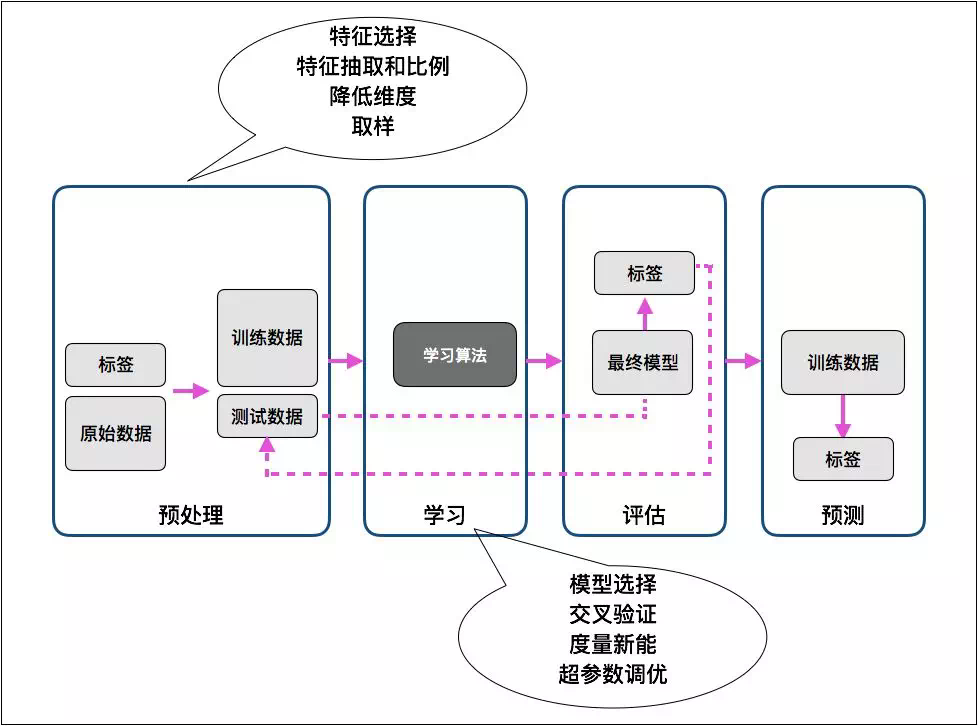 特征选择
特征抽取和比例
降低维度
取样
标签
原始数据
训练数据
测试数据
预处理
学习算法
学习
标签
最终模型
评估
训练数据
标签
预测
模型选择
交叉验证
度量新能
超参数调优